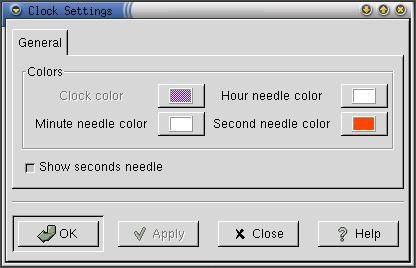 Clock Settings
General
Colors
Clock color
Hour needle color
Minute needle color
Second needle color
Show seconds needle
OK
Apply
Close
Help